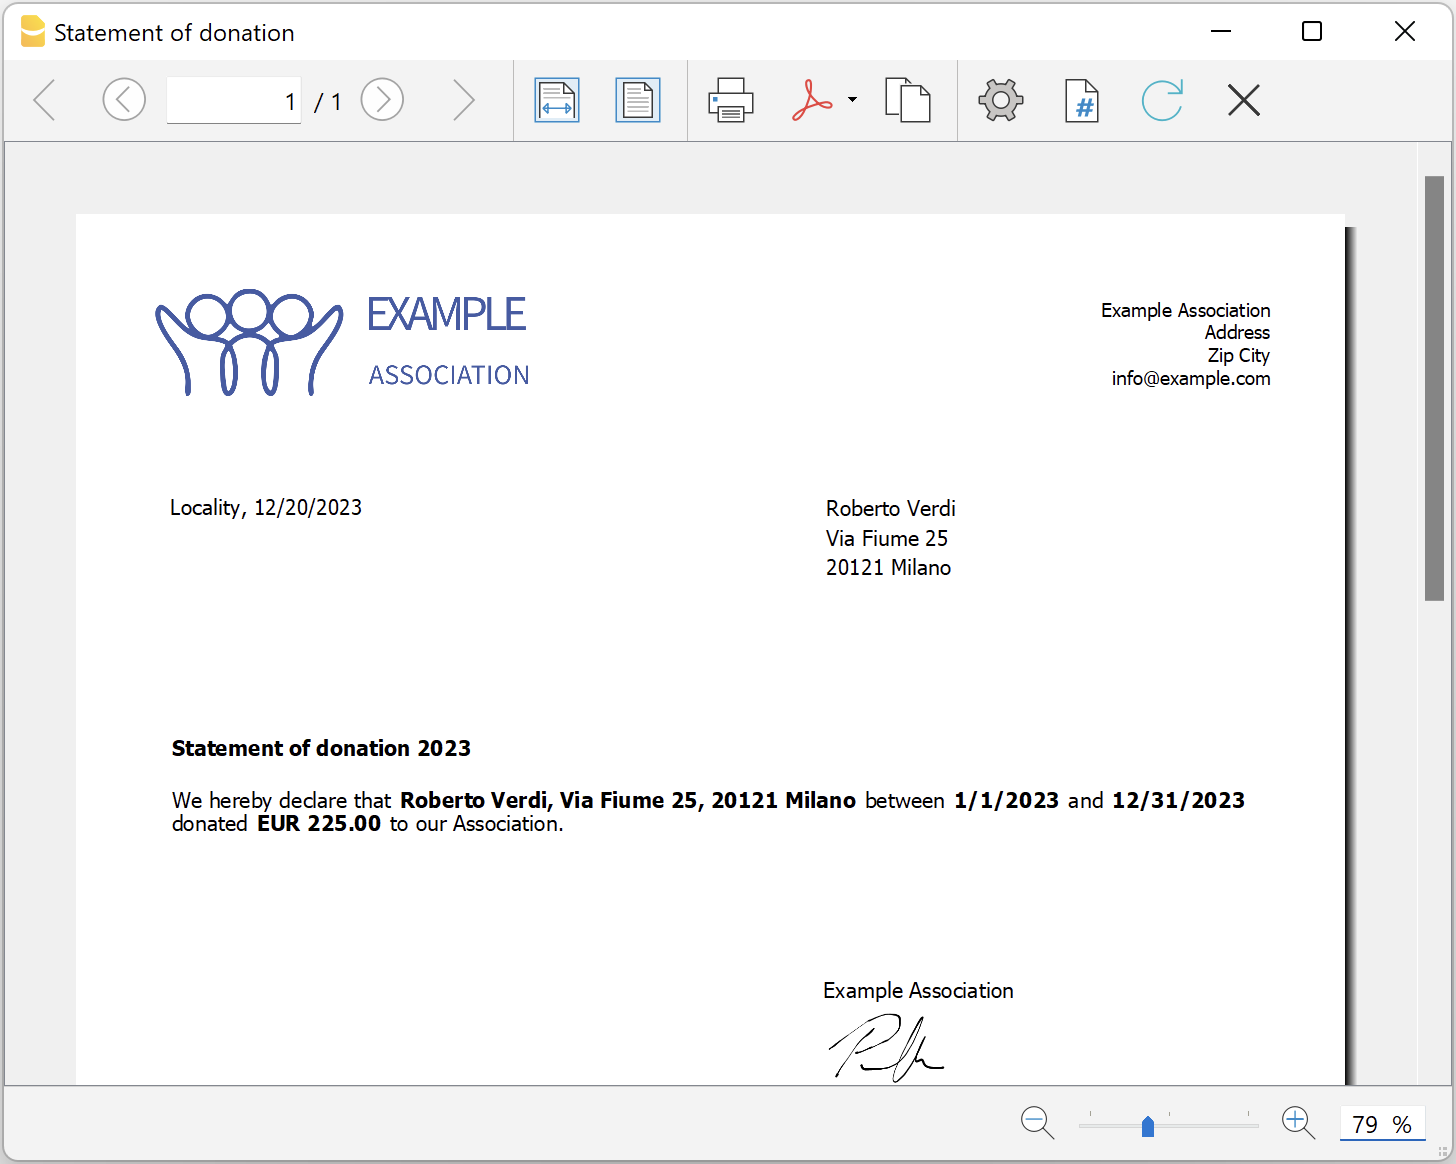 Statement of donation
1 / 1
#
EXAMPLE
ASSOCIATION
Example Association
Address
Zip City
info@example.com
Locality, 12/20/2023
Roberto Verdi
Via Fiume 25
20121 Milano
Statement of donation 2023
We hereby declare that Roberto Verdi, Via Fiume 25, 20121 Milano between 1/1/2023 and 12/31/2023
donated EUR 225.00 to our Association.
Example Association
79 %